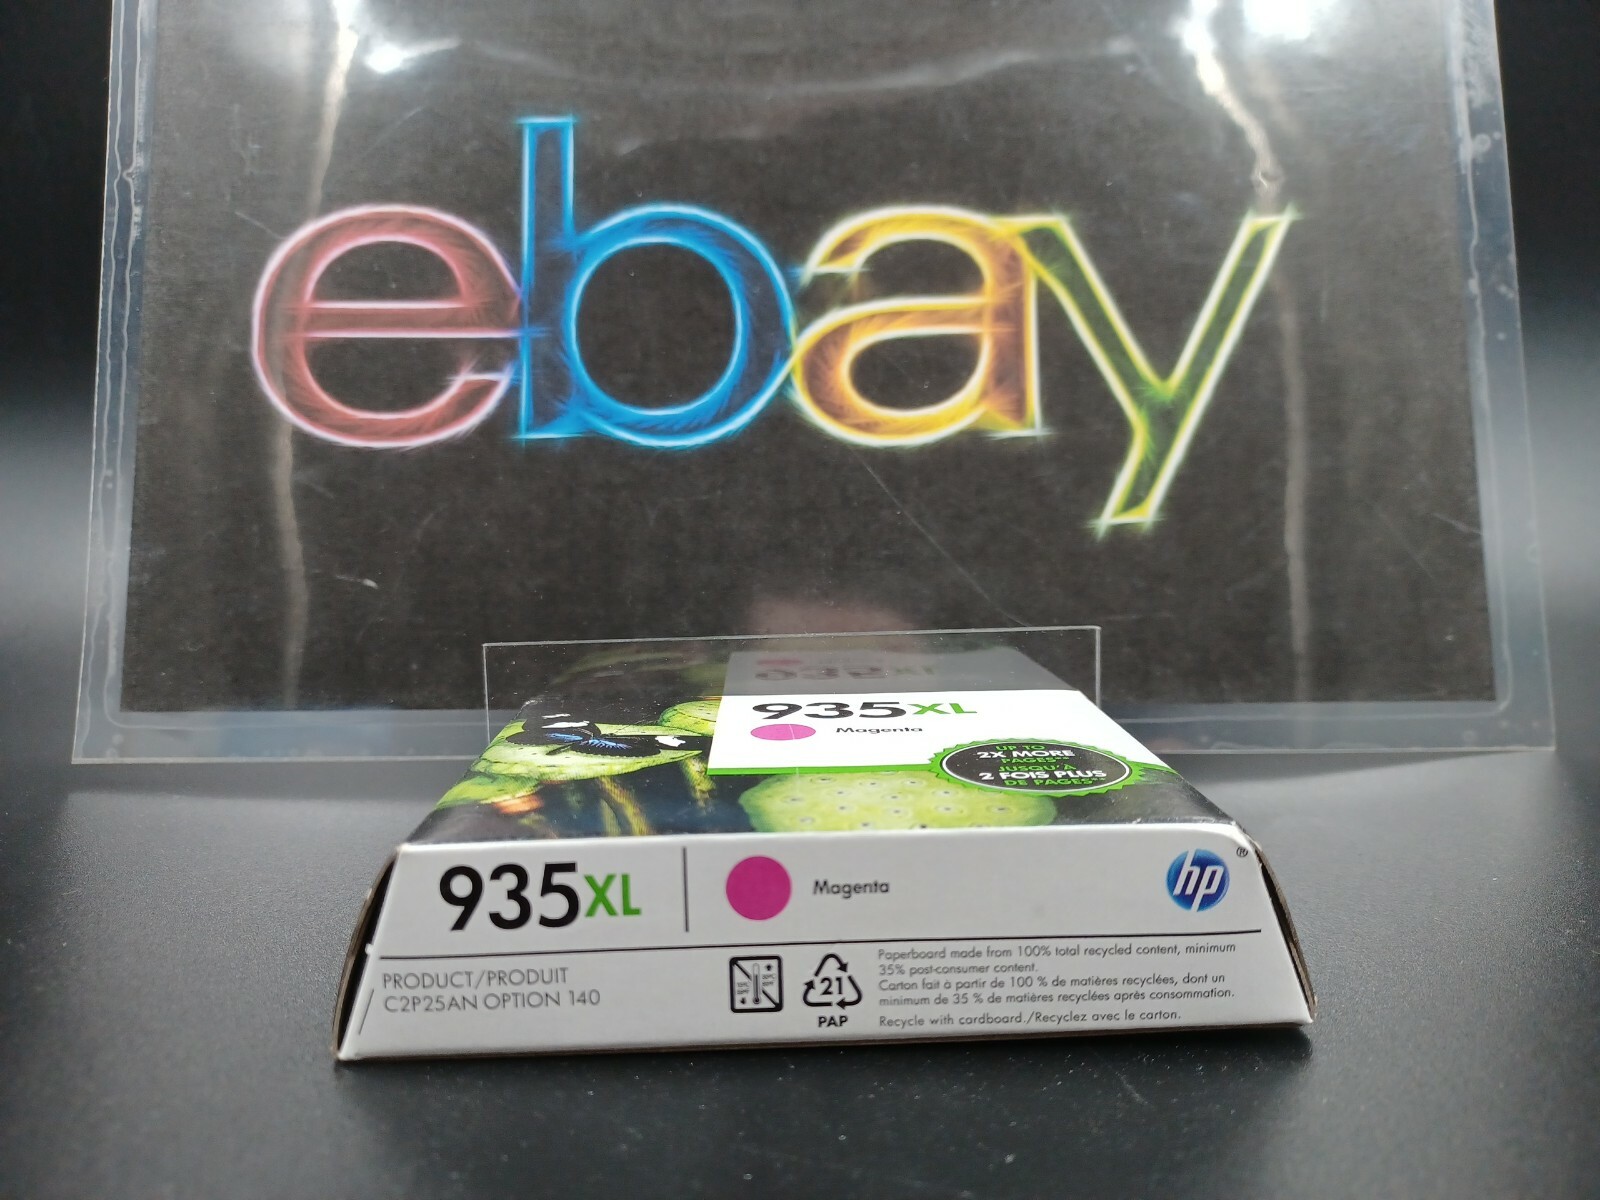 ebay
935XL
Magenta
UP TO
2X MORE
PAGES**
JUSQU'À
2 FOIS PLUS
DE PAGES**
935XL
Magenta
hp®
PRODUCT/PRODUIT
C2P25AN OPTION 140
21
PAP
Paperboard made from 100% total recycled content, minimum
35% post-consumer content.
Carton fait à partir de 100 % de matières recyclées, dont un
minimum de 35 % de matières recyclées après consommation.
Recycle with cardboard./Recyclez avec le carton.